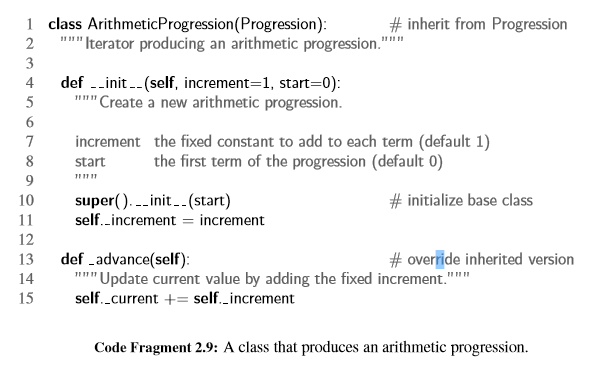 1 class ArithmeticProgression(Progression): # inherit from Progression
2 """Iterator producing an arithmetic progression."""
3
4 def __init__(self, increment=1, start=0):
5 """Create a new arithmetic progression.
6
7 increment the fixed constant to add to each term (default 1)
8 start the first term of the progression (default 0)
9 """
10 super().__init__(start) # initialize base class
11 self._increment = increment
12
13 def _advance(self): # override inherited version
14 """Update current value by adding the fixed increment."""
15 self._current += self._increment
Code Fragment 2.9: A class that produces an arithmetic progression.